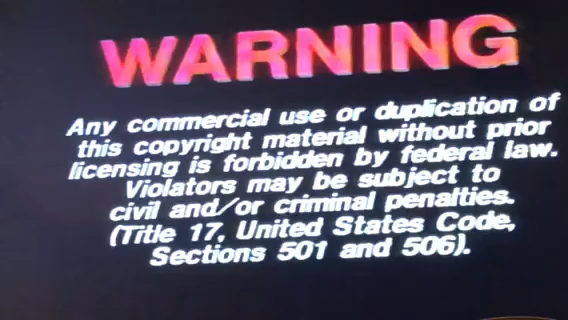 WARNING
Any commercial use or duplication of
this copyright material without prior
licensing is forbidden by federal law.
Violators may be subject to
civil and/or criminal penalties.
(Title 17, United States Code,
Sections 501 and 506).